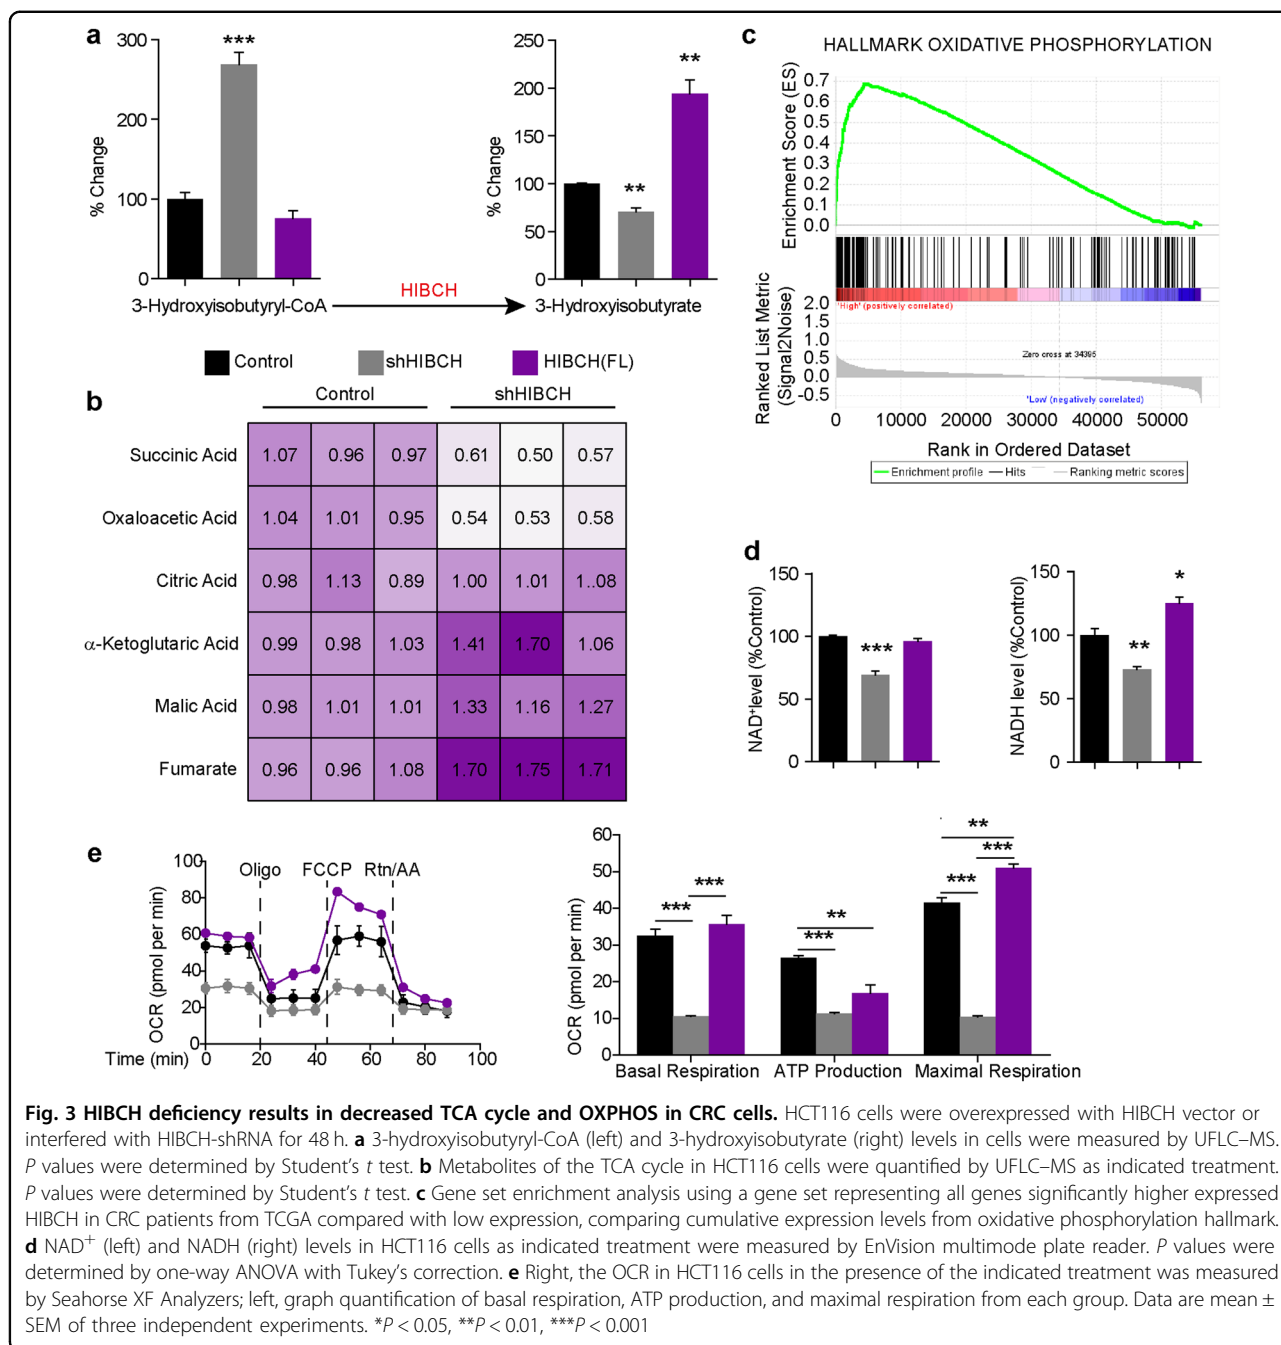 a
300
200
100
0
% Change
***
3-Hydroxyisobutyryl-CoA
HIBCH
250
200
150
100
50
0
% Change
**
**
3-Hydroxyisobutyrate
Control
shHIBCH
HIBCH(FL)
c
HALLMARK OXIDATIVE PHOSPHORYLATION
Enrichment Score (ES)
0.7
0.6
0.5
0.4
0.3
0.2
0.1
0.0
'High' (positively correlated)
Ranked List Metric
(Signal2Noise)
2.0
1.5
1.0
0.5
0.0
-0.5
Zero cross at 34395
'Low' (negatively correlated)
0 10000 20000 30000 40000 50000
Rank in Ordered Dataset
Enrichment profile Hits Ranking metric scores
b
Control shHIBCH
Succinic Acid 1.07 0.96 0.97 0.61 0.50 0.57
Oxaloacetic Acid 1.04 1.01 0.95 0.54 0.53 0.58
Citric Acid 0.98 1.13 0.89 1.00 1.01 1..08
α-Ketoglutaric Acid 0.99 0.98 1.03 1.41 1.70 1.06
Malic Acid 0.98 1.01 1.01 1.33 1.16 1.27
Fumarate 0.96 0.96 1.08 1.70 1.75 1.71
d
NAD⁺level (%Control)
150
100
50
0
***
NADH level (%Control)
150
100
50
0
**
*
e
OCR (pmol per min)
100
80
60
40
20
0
Oligo FCCP Rtn/AA
Time (min) 0 20 40 60 80 100
OCR (pmol per min)
60
50
40
30
20
10
0
***
***
***
**
***
***
**
Basal Respiration ATP Production Maximal Respiration
Fig. 3 HIBCH deficiency results in decreased TCA cycle and OXPHOS in CRC cells. HCT116 cells were overexpressed with HIBCH vector or
interfered with HIBCH-shRNA for 48 h. a 3-hydroxyisobutyryl-CoA (left) and 3-hydroxyisobutyrate (right) levels in cells were measured by UFLC–MS.
P values were determined by Student's t test. b Metabolites of the TCA cycle in HCT116 cells were quantified by UFLC–MS as indicated treatment.
P values were determined by Student's t test. c Gene set enrichment analysis using a gene set representing all genes significantly higher expressed
HIBCH in CRC patients from TCGA compared with low expression, comparing cumulative expression levels from oxidative phosphorylation hallmark.
d NAD⁺ (left) and NADH (right) levels in HCT116 cells as indicated treatment were measured by EnVision multimode plate reader. P values were
determined by one-way ANOVA with Tukey's correction. e Right, the OCR in HCT116 cells in the presence of the indicated treatment was measured
by Seahorse XF Analyzers; left, graph quantification of basal respiration, ATP production, and maximal respiration from each group. Data are mean ±
SEM of three independent experiments. *P < 0.05, **P < 0.01, ***P < 0.001